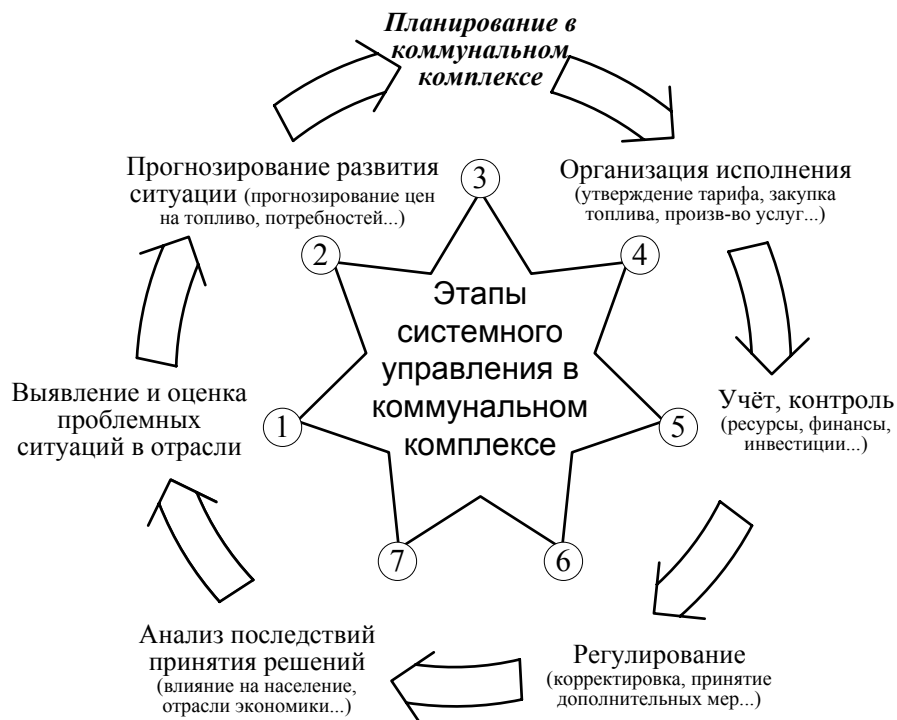 Планирование в
коммунальном
комплексе
Прогнозирование развития
ситуации (прогнозирование цен
на топливо, потребностей...)
Организация исполнения
(утверждение тарифа, закупка
топлива, произв-во услуг...)
3
2
4
Этапы
системного
управления в
коммунальном
комплексе
Выявление и оценка
проблемных
ситуаций в отрасли
1
5
Учёт, контроль
(ресурсы, финансы,
инвестиции...)
7
6
Анализ последствий
принятия решений
(влияние на население,
отрасли экономики...)
Регулирование
(корректировка, принятие
дополнительных мер...)